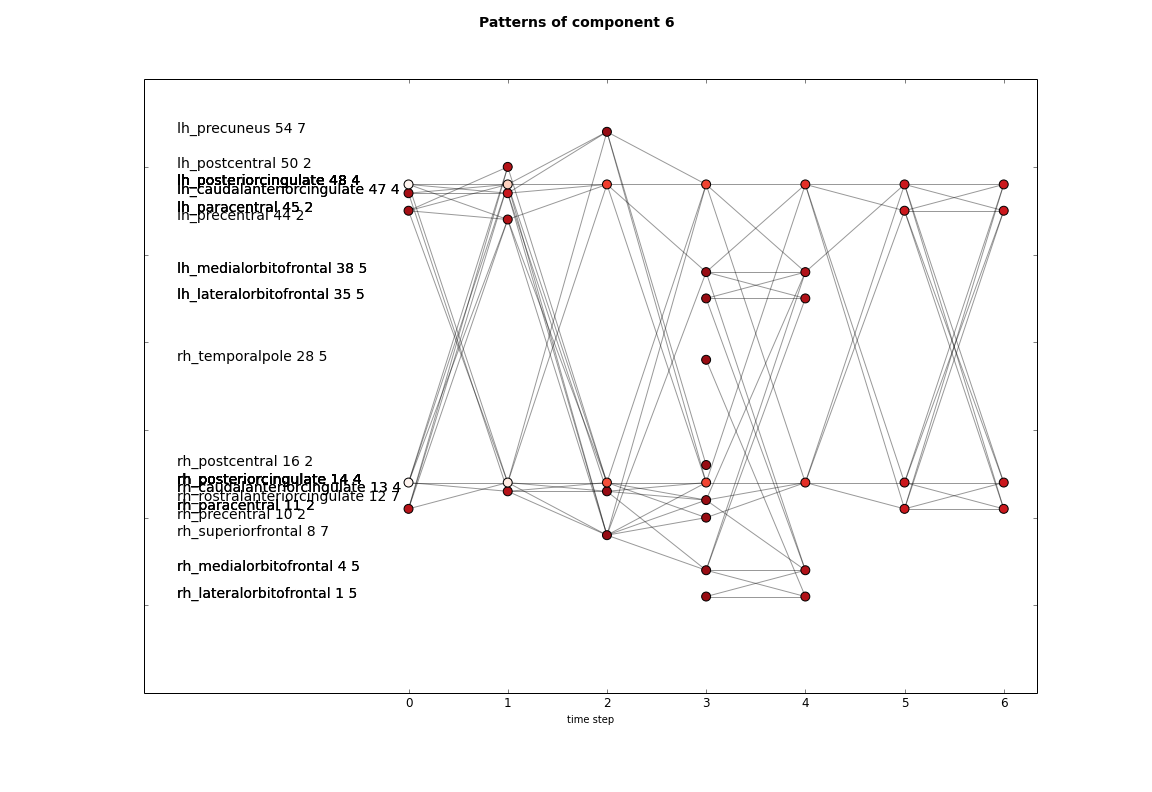 Patterns of component 6
lh_precuneus 54 7
lh_postcentral 50 2
lh_posteriorcingulate 48 4
lh_caudalanteriorcingulate 47 4
lh_paracentral 45 2
lh_precentral 44 2
lh_medialorbitofrontal 38 5
lh_lateralorbitofrontal 35 5
rh_temporalpole 28 5
rh_postcentral 16 2
rh_posteriorcingulate 14 4
rh_caudalanteriorcingulate 13 4
rh_rostralanteriorcingulate 12 7
rh_paracentral 11 2
rh_precentral 10 2
rh_superiorfrontal 8 7
rh_medialorbitofrontal 4 5
rh_lateralorbitofrontal 1 5
0 1 2 3 4 5 6
time step